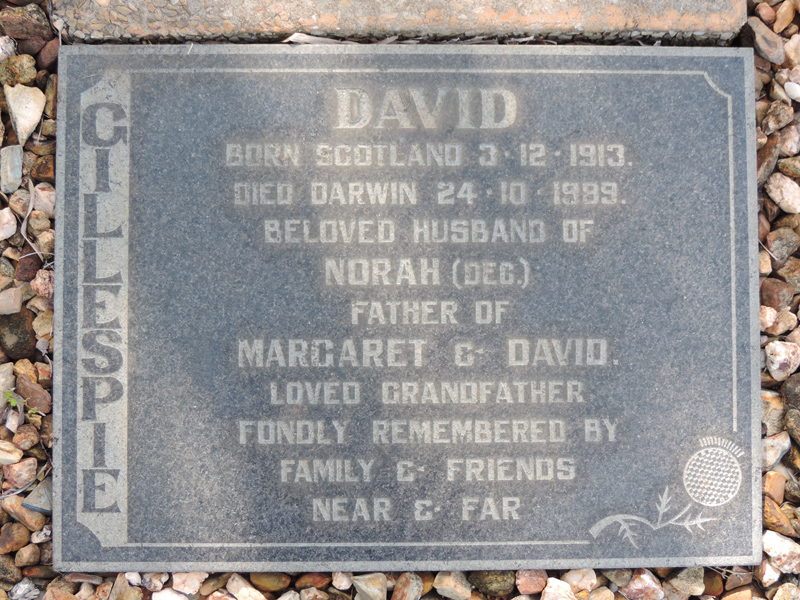 GILLESPIE
DAVID
BORN SCOTLAND 3·12·1913.
DIED DARWIN 24·10·1999.
BELOVED HUSBAND OF
NORAH (DEC.)
FATHER OF
MARGARET & DAVID.
LOVED GRANDFATHER
FONDLY REMEMBERED BY
FAMILY & FRIENDS
NEAR & FAR